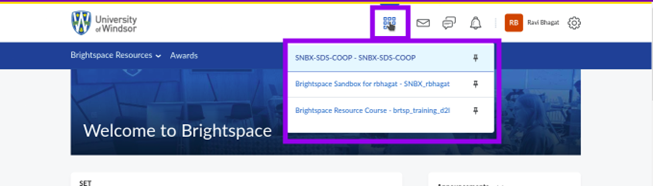 University
of Windsor
RB
Ravi Bhagat
Brightspace Resources
Awards
SNBX-SDS-COOP - SNBX-SDS-COOP
Brightspace Sandbox for rbhagat - SNBX_rbhagat
Brightspace Resource Course - brtsp_training_d2l
Welcome to Brightspace
SET
Announcements